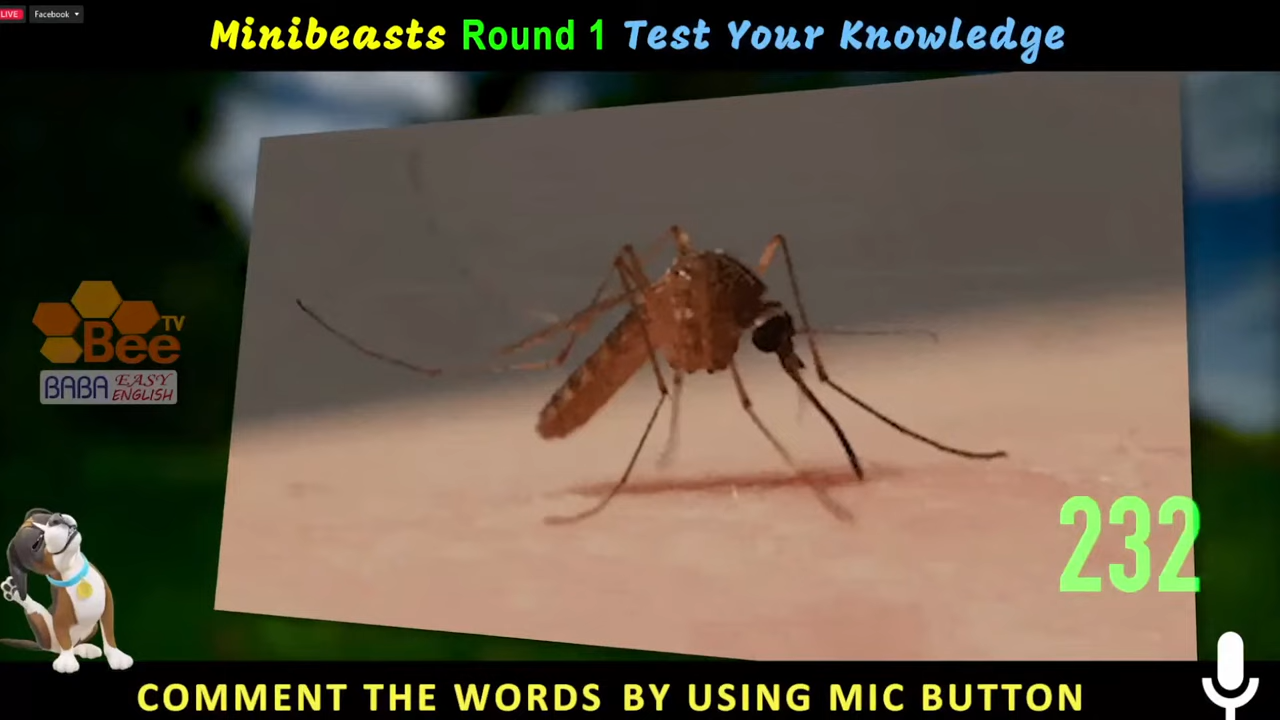 LIVE
Facebook
Minibeasts Round 1 Test Your Knowledge
Bee TV
BABA EASY ENGLISH
232
COMMENT THE WORDS BY USING MIC BUTTON